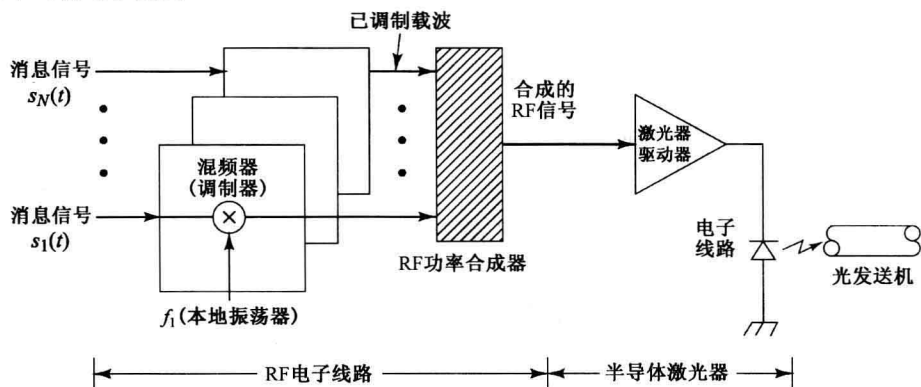 已调制载波
消息信号
s_N(t)
合成的
RF信号
激光器
驱动器
混频器
(调制器)
消息信号
s_1(t)
RF功率合成器
电子
线路
光发送机
f_1(本地振荡器)
RF电子线路
半导体激光器